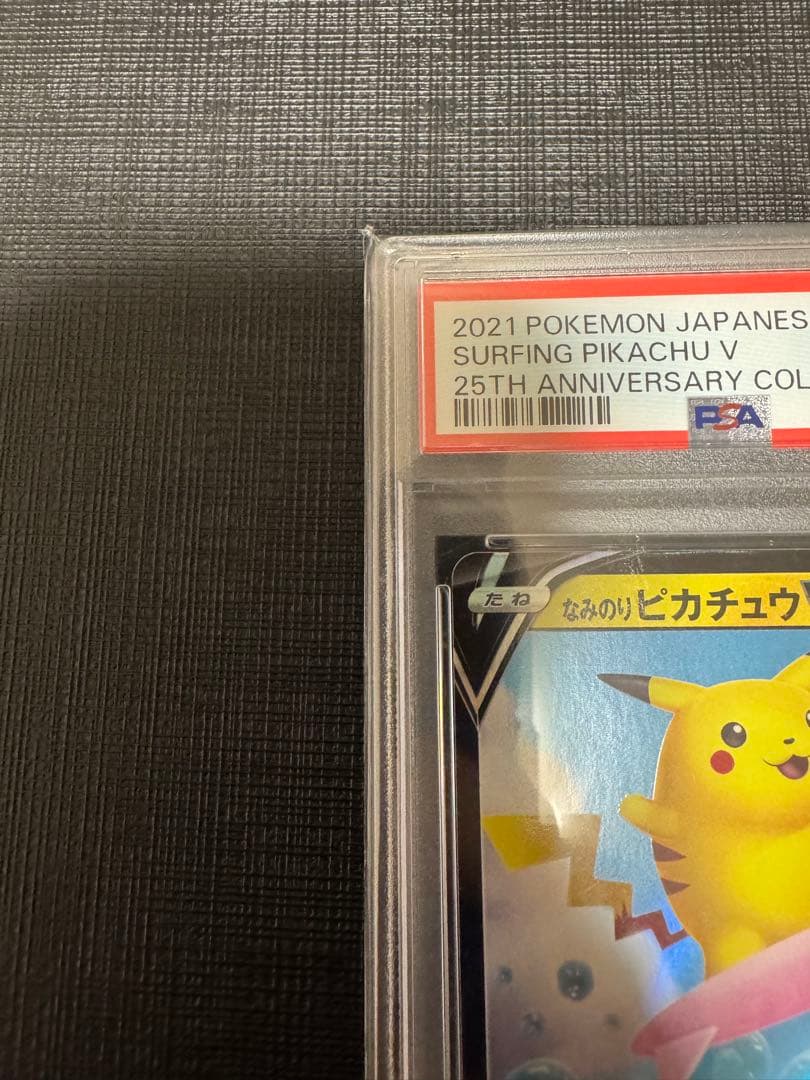 2021 POKEMON JAPANES
SURFING PIKACHU V
25TH ANNIVERSARY COL
PSA
たね
なみのりピカチュウV